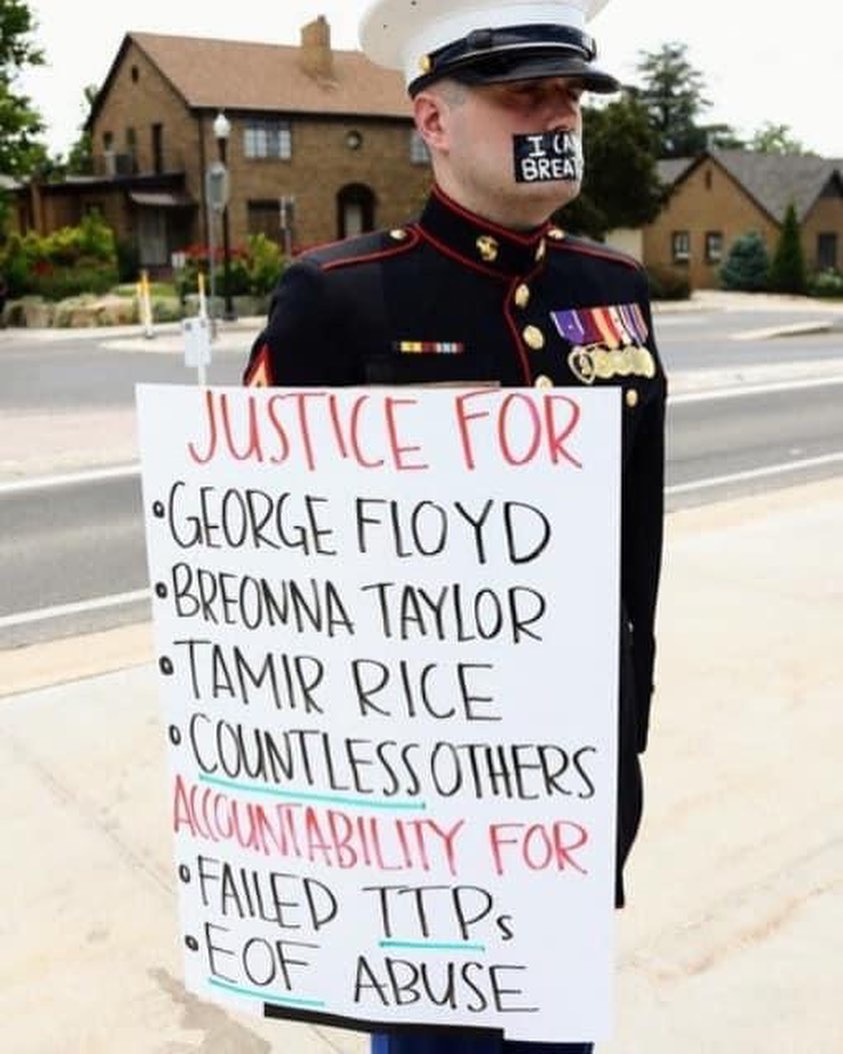 I CA
BREAT
JUSTICE FOR
• GEORGE FLOYD
• BREONNA TAYLOR
• TAMIR RICE
• COUNTLESS OTHERS
ACCOUNTABILITY FOR
• FAILED TTPs
• EOF ABUSE